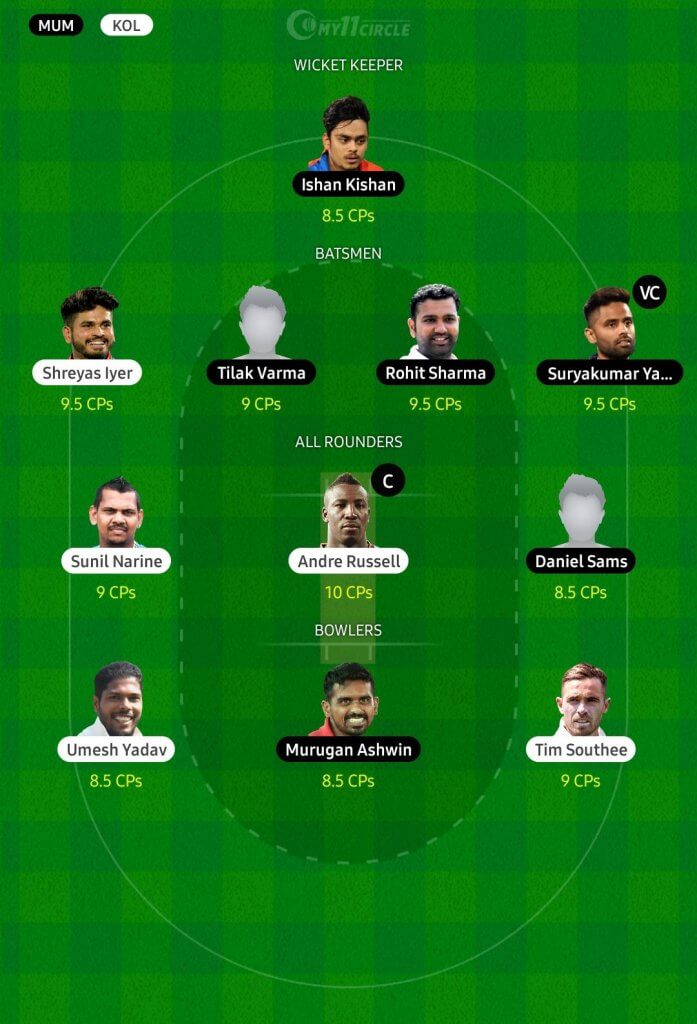 MUM KOL
MY11CIRCLE
WICKET KEEPER
Ishan Kishan
8.5 CPs
BATSMEN
VC
Shreyas Iyer Tilak Varma Rohit Sharma Suryakumar Ya...
9.5 CPs 9 CPs 9.5 CPs 9.5 CPs
ALL ROUNDERS
C
Sunil Narine Andre Russell Daniel Sams
9 CPs 10 CPs 8.5 CPs
BOWLERS
Umesh Yadav Murugan Ashwin Tim Southee
8.5 CPs 8.5 CPs 9 CPs